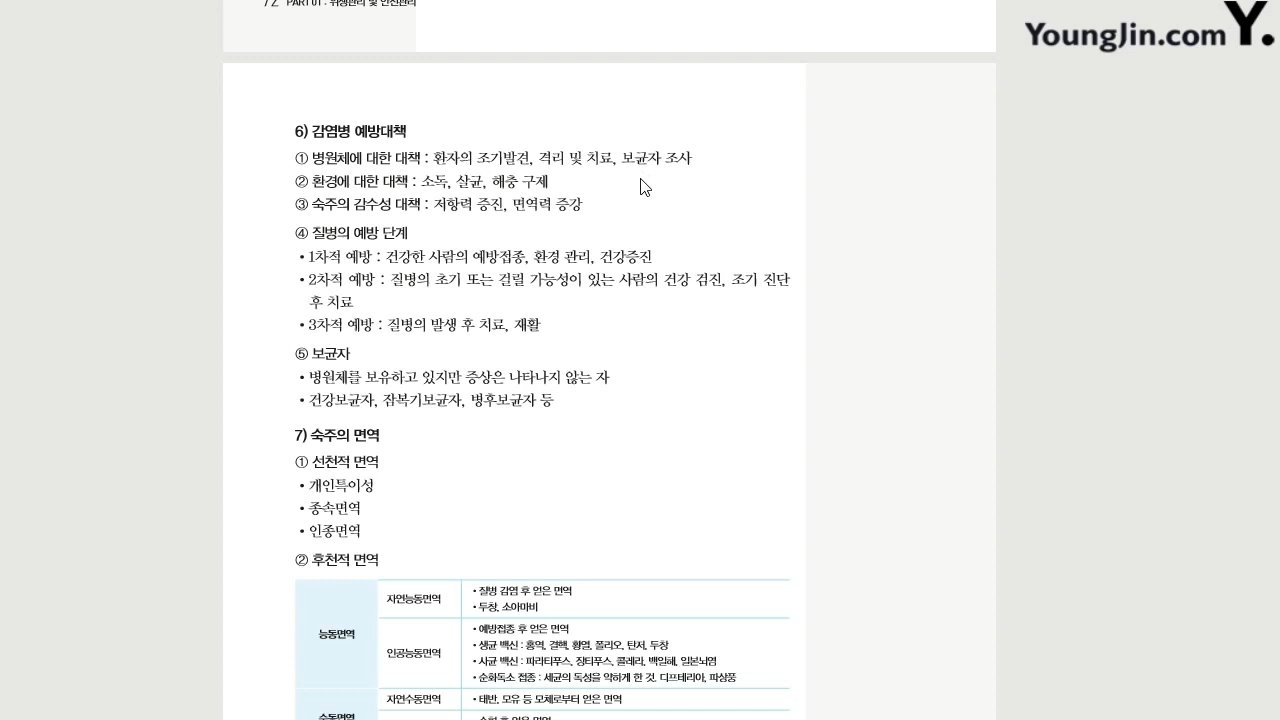 72 PART 01 : 위생관리 및 안전관리
YoungJin.com Y.
6) 감염병 예방대책
① 병원체에 대한 대책 : 환자의 조기발견, 격리 및 치료, 보균자 조사
② 환경에 대한 대책 : 소독, 살균, 해충 구제
③ 숙주의 감수성 대책 : 저항력 증진, 면역력 증강
④ 질병의 예방 단계
• 1차적 예방 : 건강한 사람의 예방접종, 환경 관리, 건강증진
• 2차적 예방 : 질병의 초기 또는 걸릴 가능성이 있는 사람의 건강 검진, 조기 진단
후 치료
• 3차적 예방 : 질병의 발생 후 치료, 재활
⑤ 보균자
• 병원체를 보유하고 있지만 증상은 나타나지 않는 자
• 건강보균자, 잠복기보균자, 병후보균자 등
7) 숙주의 면역
① 선천적 면역
• 개인특이성
• 종속면역
• 인종면역
② 후천적 면역
능동면역
자연능동면역
• 질병 감염 후 얻은 면역
• 두창, 소아마비
인공능동면역
• 예방접종 후 얻은 면역
• 생균 백신 : 홍역, 결핵, 황열, 폴리오, 탄저, 두창
• 사균 백신 : 파라티푸스, 장티푸스, 콜레라, 백일해, 일본뇌염
• 순화독소 접종 : 세균의 독성을 약하게 한 것. 디프테리아, 파상풍
수동면역
자연수동면역
• 태반, 모유 등 모체로부터 얻은 면역